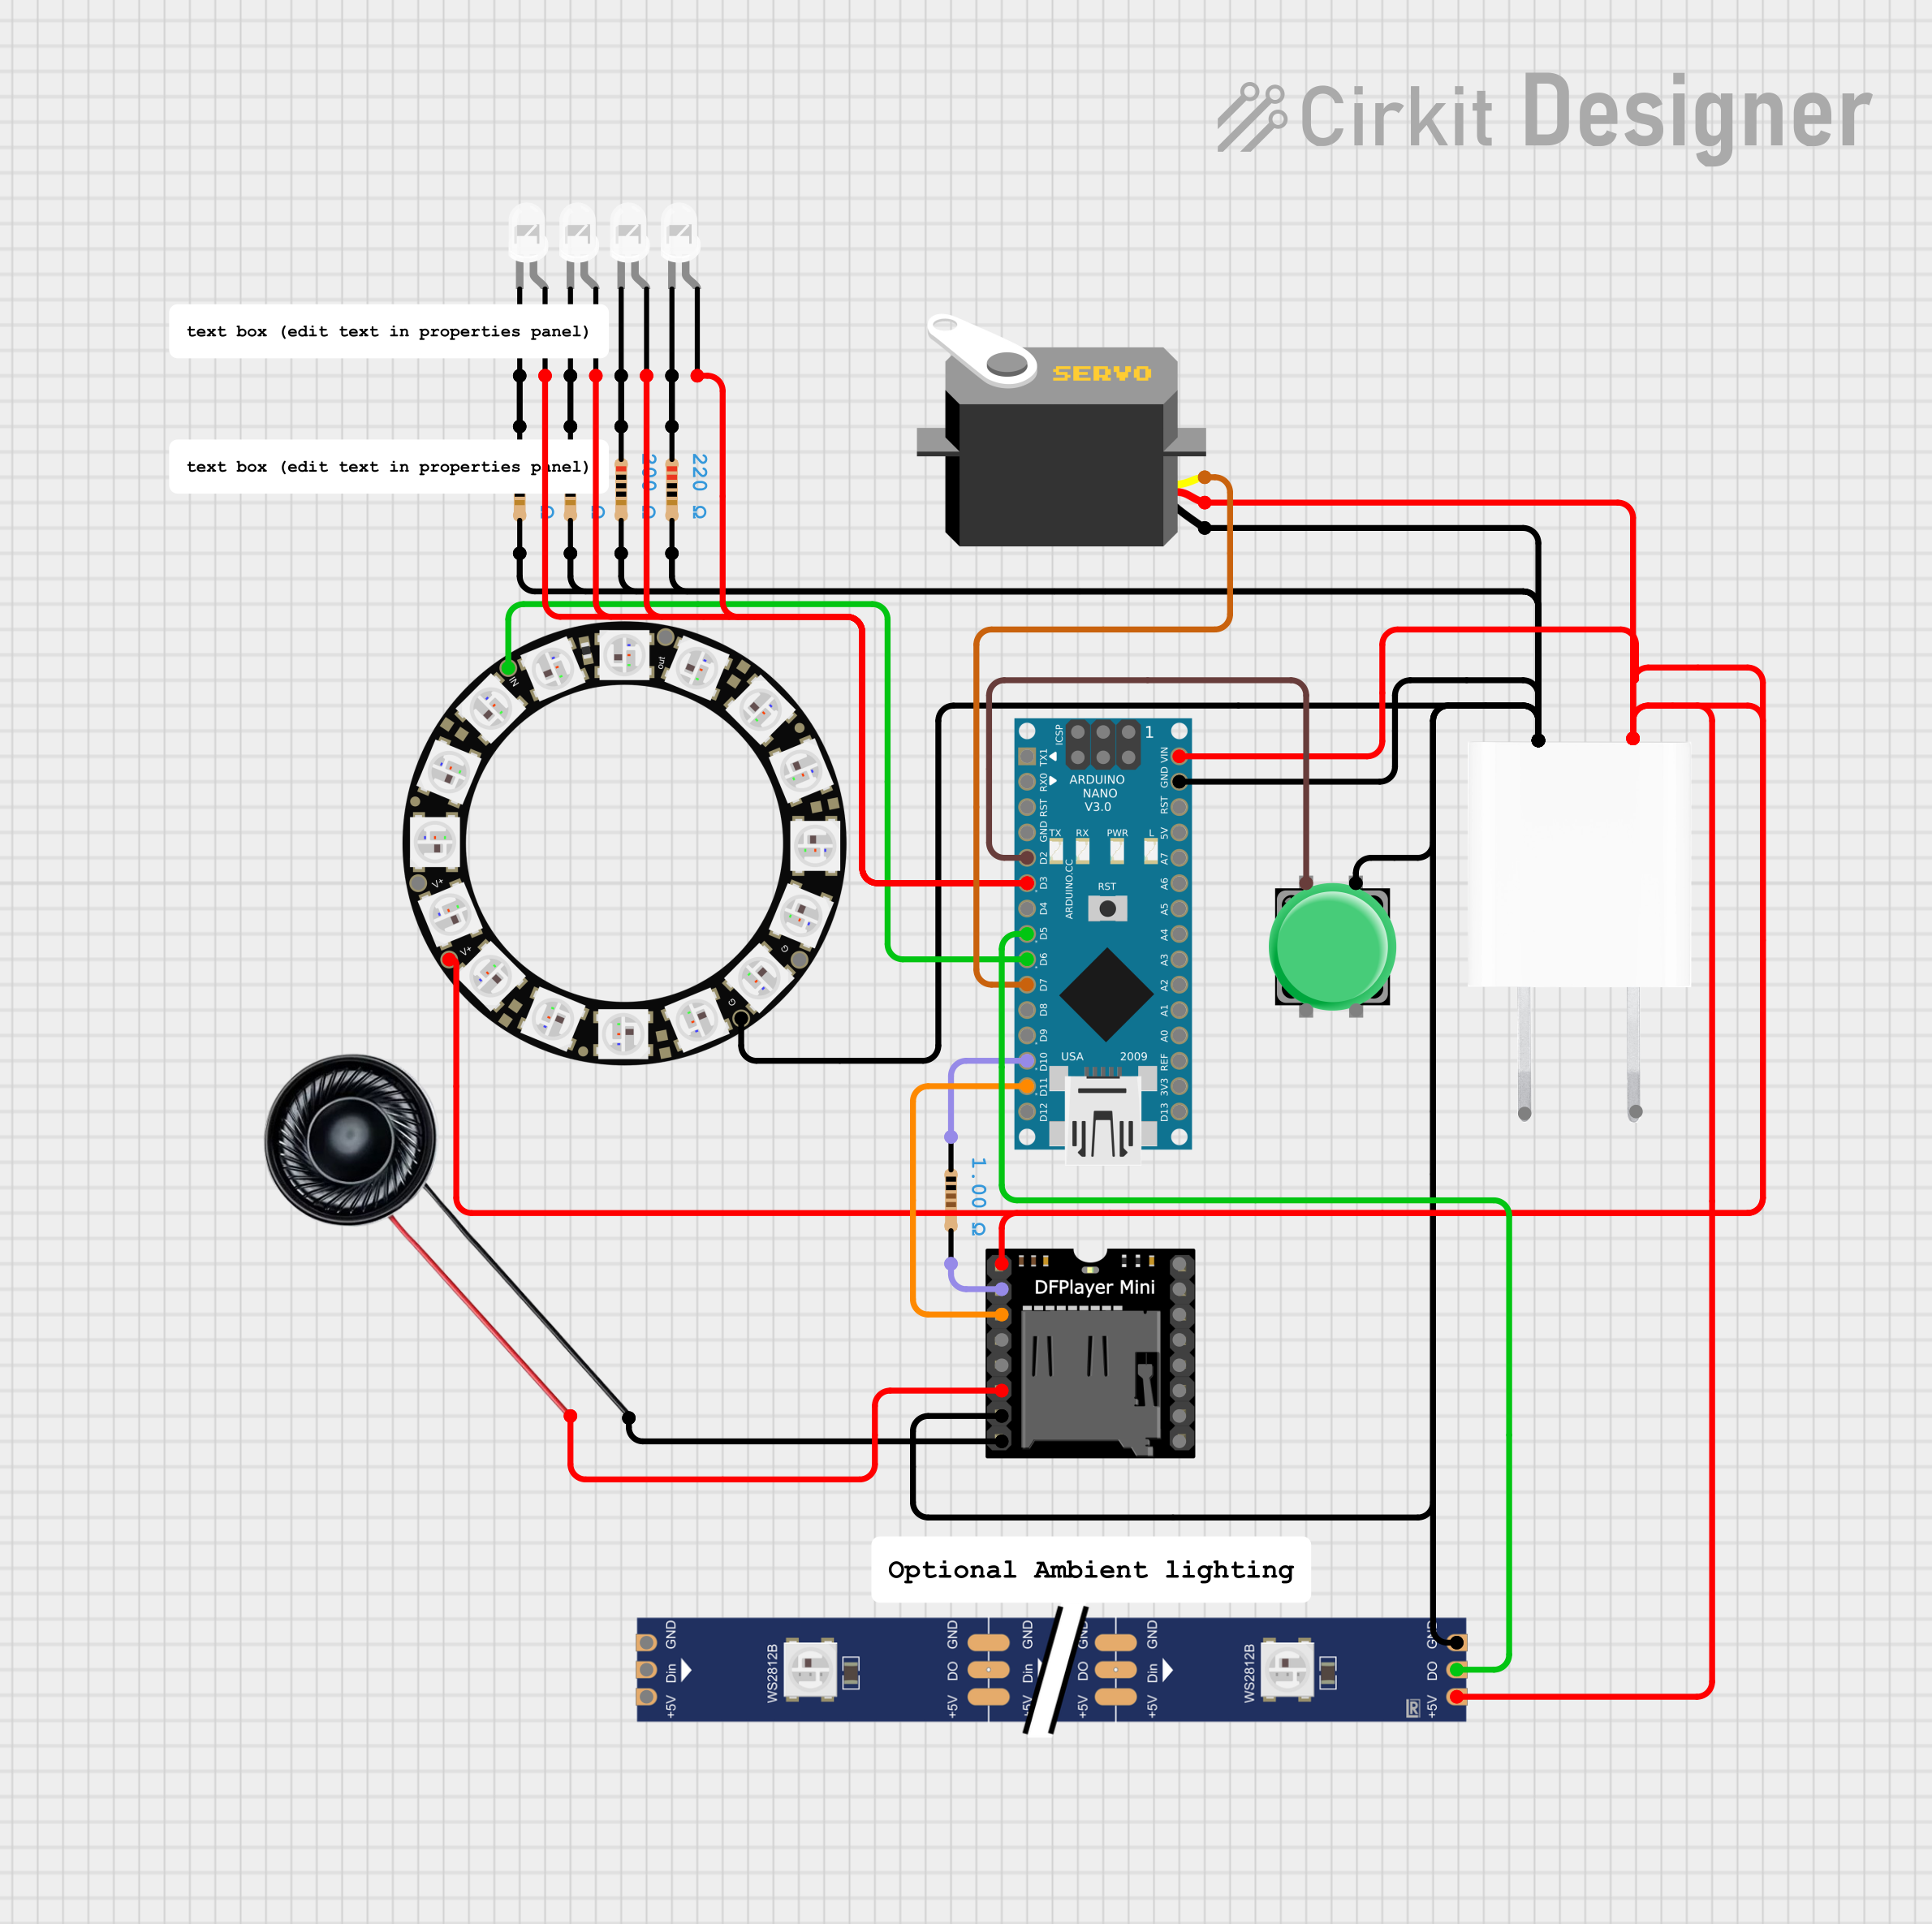 Cirkit Designer
text box (edit text in properties panel)
SERVO
text box (edit text in properties panel)
Ω
Ω
200 Ω
220 Ω
out
IN
V+
V+
G
G
ICSP
1
ARDUINO
NANO
V3.0
TX1
RX0
RST
GND
D2
D3
D4
D5
D6
D7
D8
D9
D10
D11
D12
VIN
GND
RST
5V
A7
A6
A5
A4
A3
A2
A1
A0
REF
3V3
D13
TX RX PWR L
RST
ARDUINO.CC
USA 2009
1.00 Ω
DFPlayer Mini
Optional Ambient lighting
GND
Din
+5V
WS2812B
GND
DO
+5V
GND
Din
+5V
GND
DO
+5V
GND
Din
+5V
WS2812B
R
GND
DO
+5V